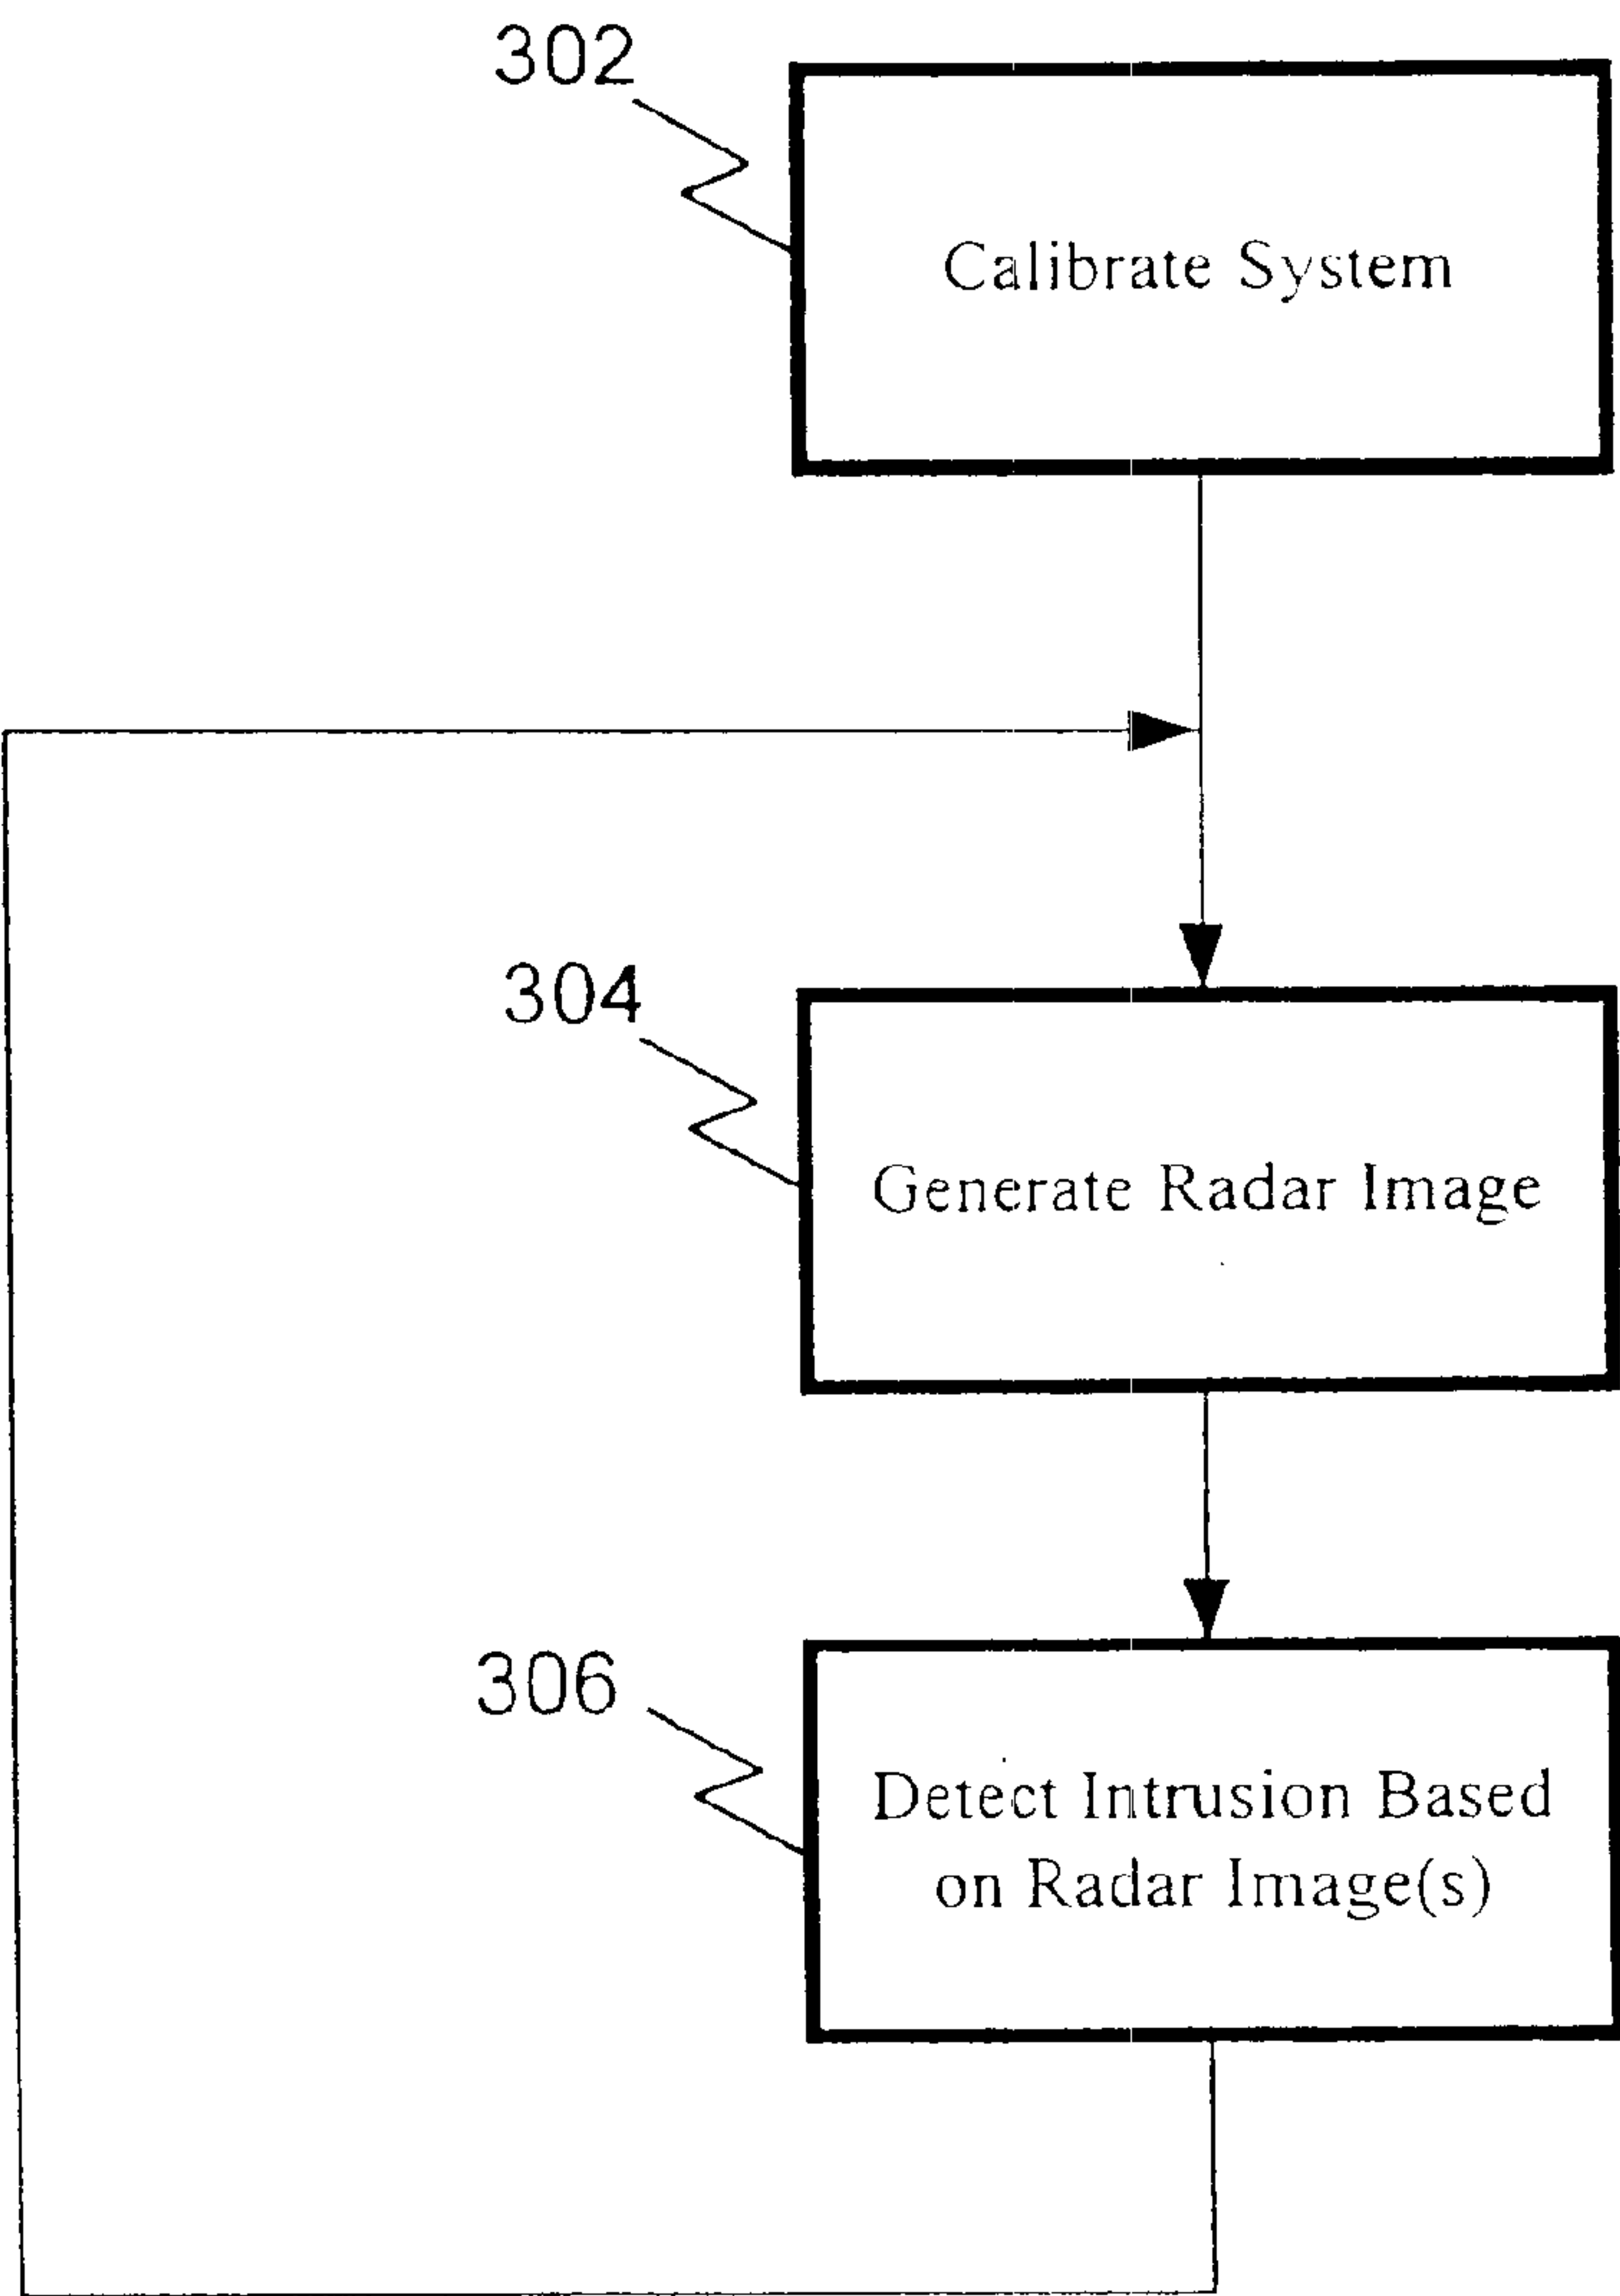 302
Calibrate System
304
Generate Radar Image
306
Detect Intrusion Based
on Radar Image(s)